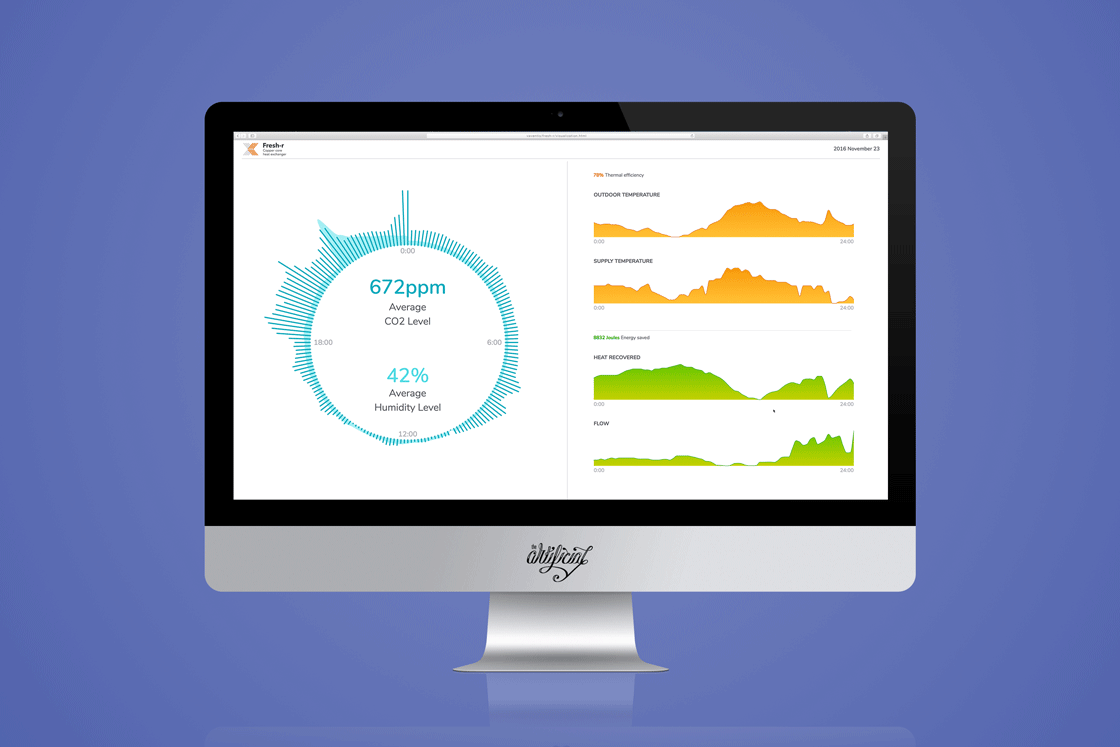 Fresh-r
Copper core
heat exchanger
2016 November 23
0:00
672ppm
Average
CO2 Level
18:00
6:00
42%
Average
Humidity Level
12:00
78% Thermal efficiency
OUTDOOR TEMPERATURE
0:00
24:00
SUPPLY TEMPERATURE
0:00
24:00
9832 Joules Energy saved
HEAT RECOVERED
0:00
24:00
FLOW
0:00
24:00
the
artificial